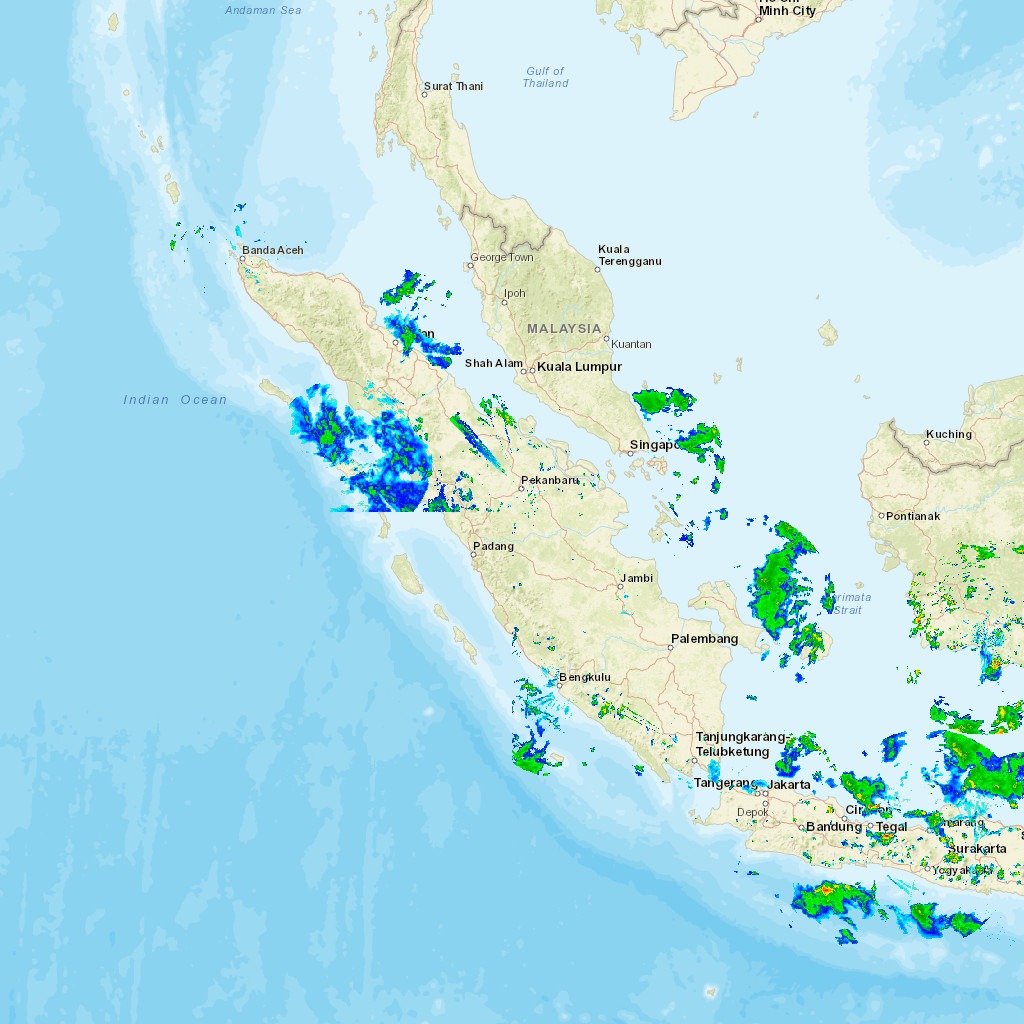 Andaman Sea
Minh City
Gulf of
Thailand
Surat Thani
Banda Aceh
George Town
Kuala
Terengganu
Ipoh
MALAYSIA
Kuantan
Shah Alam
Kuala Lumpur
Indian Ocean
Kuching
Pekanbaru
Pontianak
Padang
Jambi
Strait
Palembang
Bengkulu
Tanjungkarang-
Telubketung
Tangerang
Jakarta
Depok
Bandung
Tegal
Surakarta